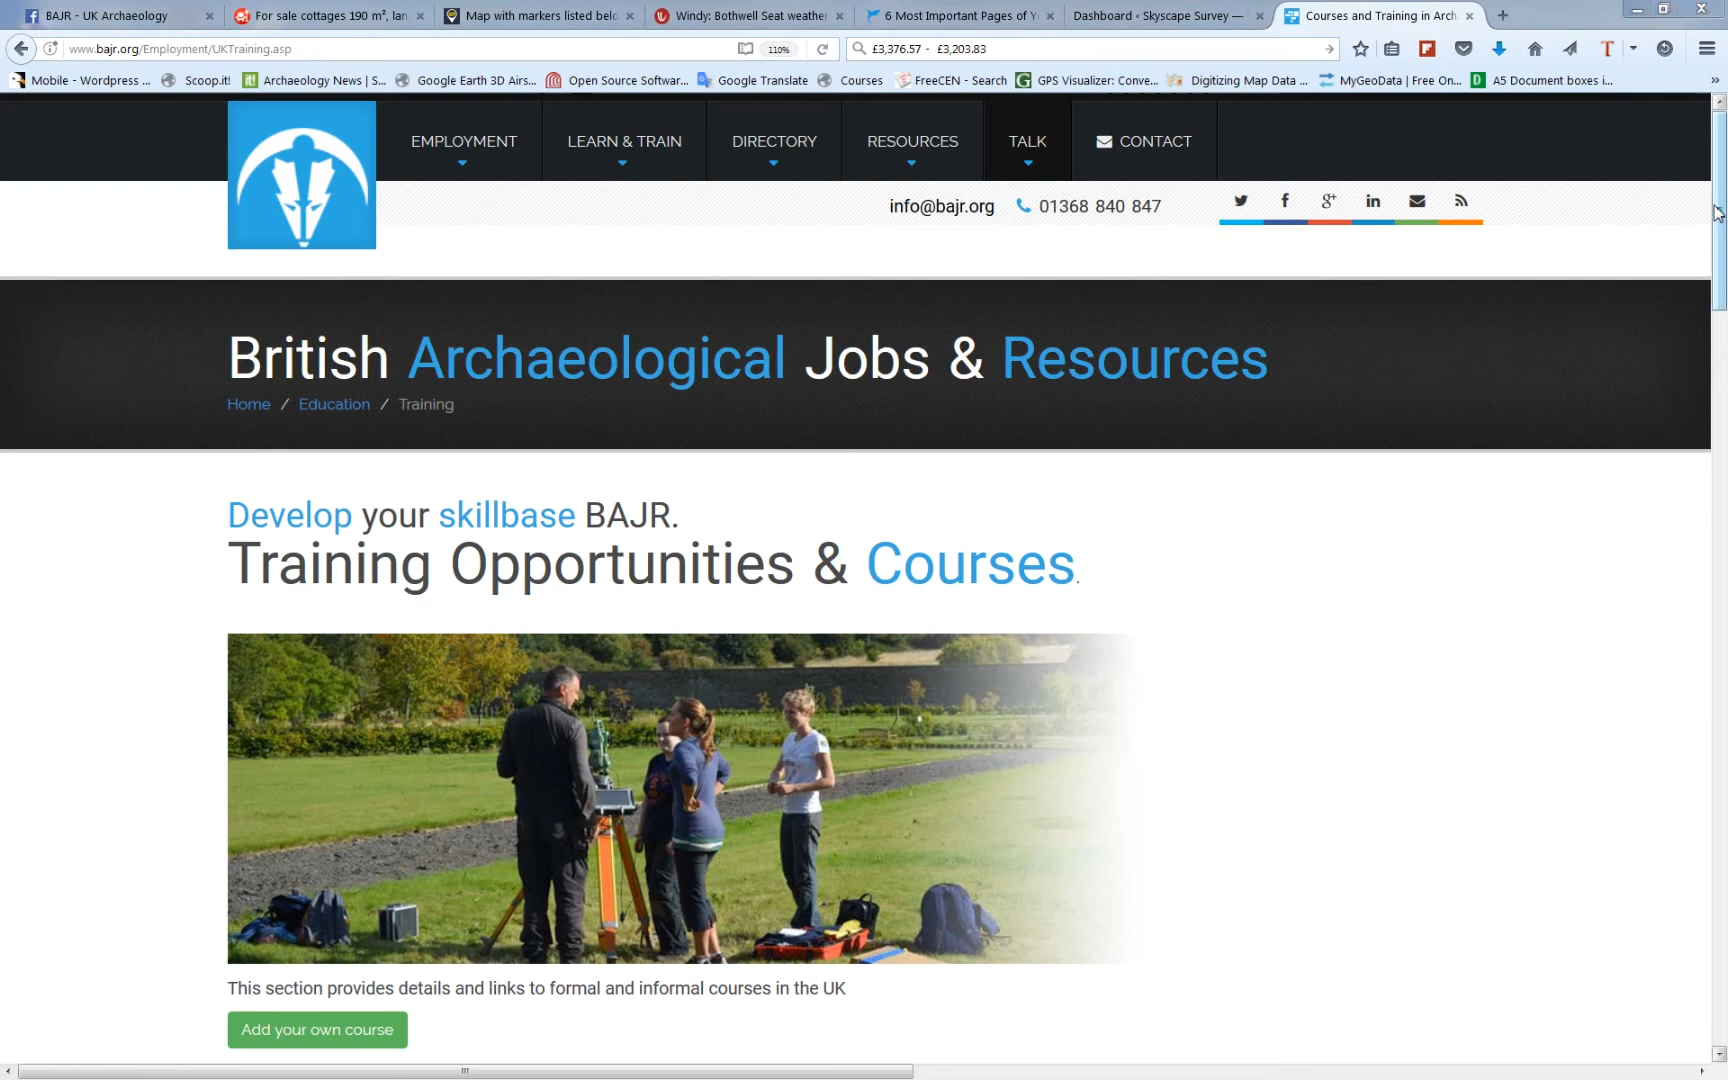 BAJR - UK Archaeology
For sale cottages 190 m², lan
Map with markers listed belo
Windy: Bothwell Seat weather
6 Most Important Pages of Y
Dashboard ‹ Skyscape Survey —
Courses and Training in Arch
www.bajr.org/Employment/UKTraining.asp
110%
£3,376.57 - £3,203.83
Mobile - Wordpress ...
Scoop.it!
Archaeology News | S...
Google Earth 3D Airs...
Open Source Softwar...
Google Translate
Courses
FreeCEN - Search
GPS Visualizer: Conve...
Digitizing Map Data ...
MyGeoData | Free On...
A5 Document boxes i...
EMPLOYMENT
LEARN & TRAIN
DIRECTORY
RESOURCES
TALK
CONTACT
info@bajr.org
01368 840 847
British Archaeological Jobs & Resources
Home / Education / Training
Develop your skillbase BAJR.
Training Opportunities & Courses.
This section provides details and links to formal and informal courses in the UK
Add your own course